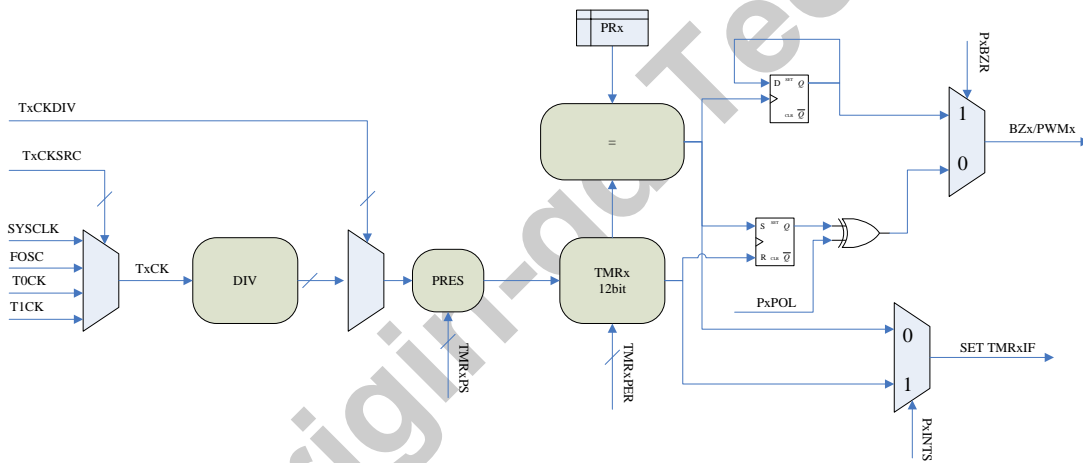 PRx
TxCKDIV
TxCKSRC
SYSCLK
FOSC
T0CK
T1CK
TxCK
DIV
PRES
TMRxPS
=
TMRx
12bit
TMRxPER
D SET Q
CLK Q
S SET Q
R CLR Q
PxPOL
PxBZR
1
0
BZx/PWMx
0
1
SET TMRxIF
PxINTS